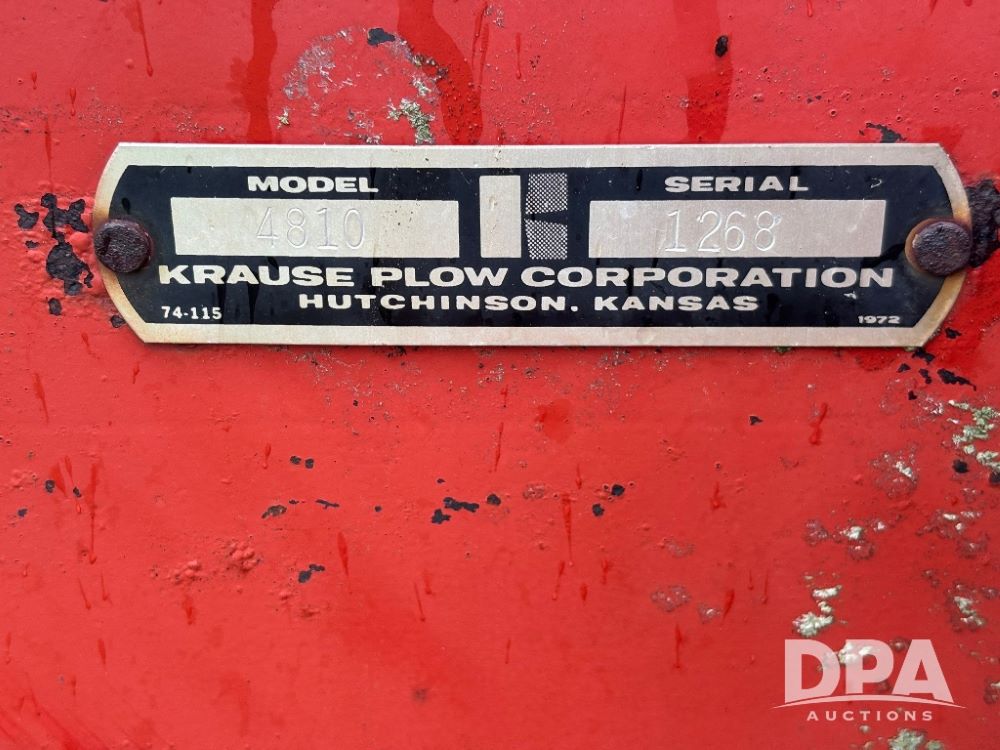 MODEL SERIAL
4810 1268
KRAUSE PLOW CORPORATION
HUTCHINSON, KANSAS
74-115 1972
DPA
AUCTIONS